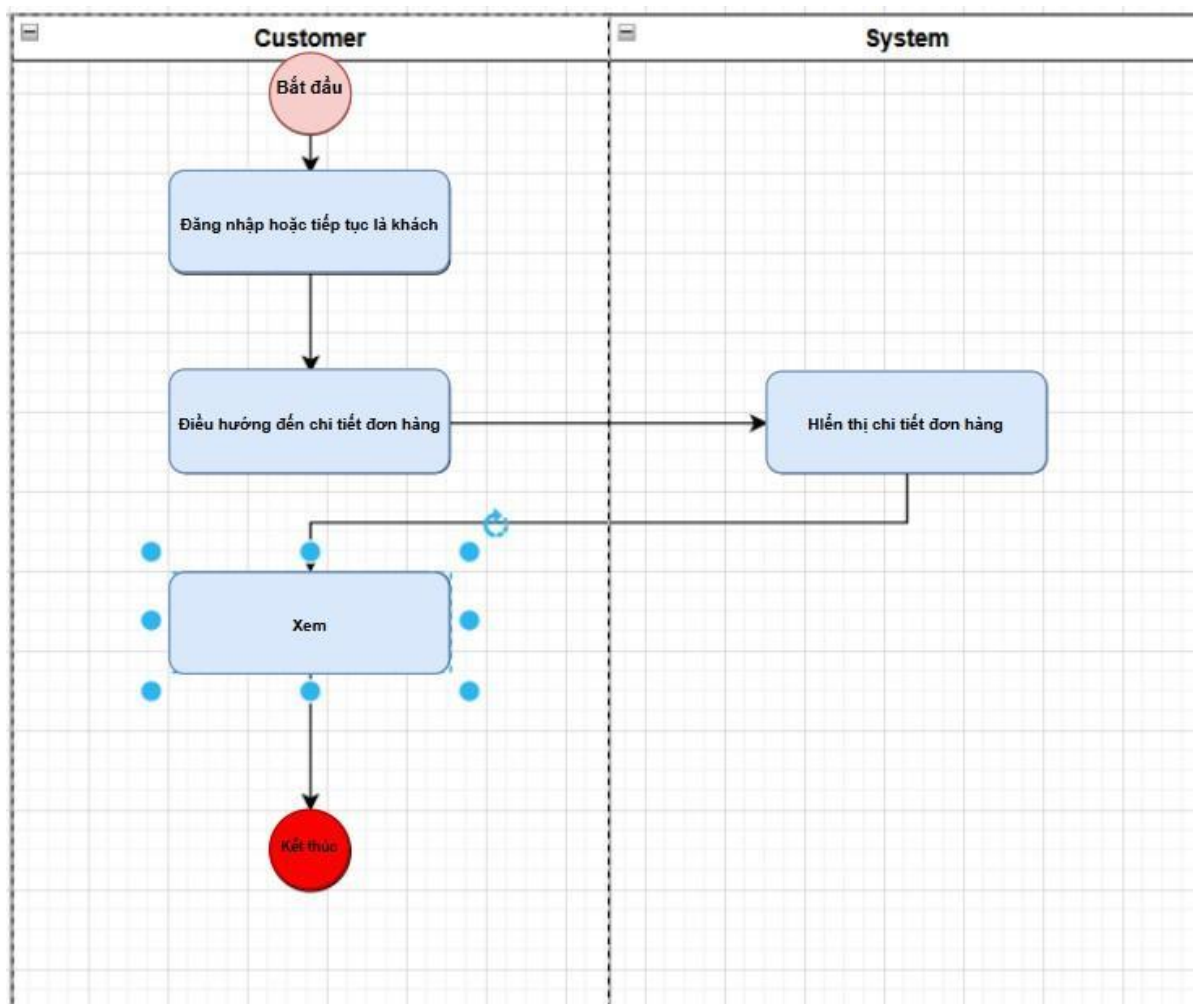 Customer
System
Bắt đầu
Đăng nhập hoặc tiếp tục là khách
Điều hướng đến chi tiết đơn hàng
HIển thị chi tiết đơn hàng
Xem
Kết thúc